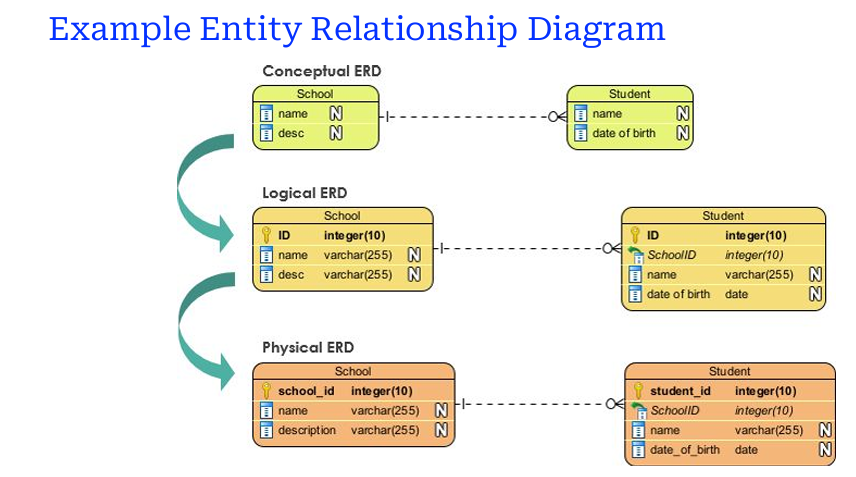 Example Entity Relationship Diagram
Conceptual ERD
School
name N
desc N
Student
name N
date of birth N
Logical ERD
School
ID integer(10)
name varchar(255) N
desc varchar(255) N
Student
ID integer(10)
SchoolID integer(10)
name varchar(255) N
date of birth date N
Physical ERD
School
school_id integer(10)
name varchar(255) N
description varchar(255) N
Student
student_id integer(10)
SchoolID integer(10)
name varchar(255) N
date_of_birth date N